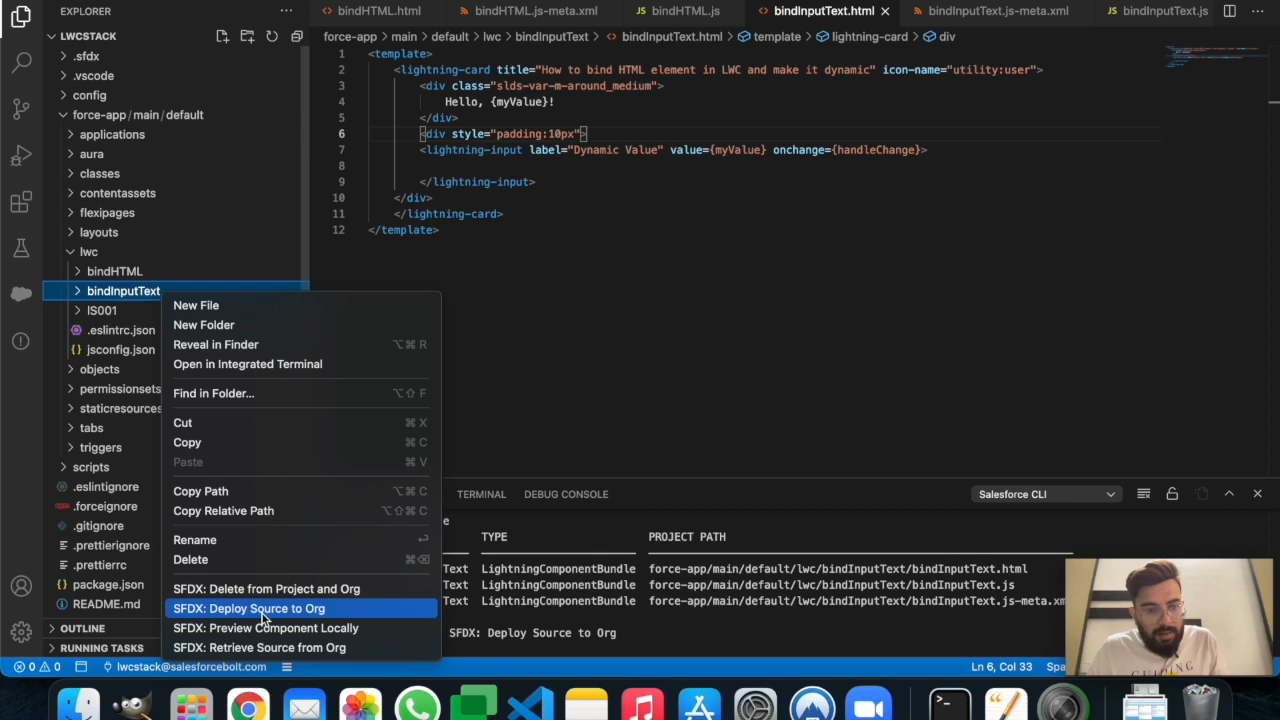 EXPLORER
bindHTML.html
bindHTML.js-meta.xml
JS bindHTML.js
bindInputText.html
bindInputText.js-meta.xml
JS bindInputText.js
LWCSTACK
force-app > main > default > lwc > bindInputText > bindInputText.html > template > lightning-card > div
.sfdx
.vscode
config
force-app/main/default
applications
aura
classes
contentassets
flexipages
layouts
lwc
bindHTML
bindInputText
IS001
.eslintrc.json
{} jsconfig.json
objects
permissionsets
staticresources
tabs
triggers
scripts
.eslintignore
.forceignore
.gitignore
.prettierignore
.prettierrc
{} package.json
README.md
OUTLINE
RUNNING TASKS
1 <template>
2 <lightning-card title="How to bind HTML element in LWC and make it dynamic" icon-name="utility:user">
3 <div class="slds-var-m-around_medium">
4 Hello, {myValue}!
5 </div>
6 <div style="padding:10px">
7 <lightning-input label="Dynamic Value" value={myValue} onchange={handleChange}>
8
9 </lightning-input>
10 </div>
11 </lightning-card>
12 </template>
New File
New Folder
Reveal in Finder ⌥⌘ R
Open in Integrated Terminal
Find in Folder... ⌥⇧ F
Cut ⌘ X
Copy ⌘ C
Paste ⌘ V
Copy Path ⌥⌘ C
Copy Relative Path ⌥⇧⌘ C
Rename
Delete ⌘⌫
SFDX: Delete from Project and Org
SFDX: Deploy Source to Org
SFDX: Preview Component Locally
SFDX: Retrieve Source from Org
TERMINAL
DEBUG CONSOLE
Salesforce CLI
e
TYPE PROJECT PATH
Text LightningComponentBundle force-app/main/default/lwc/bindInputText/bindInputText.html
Text LightningComponentBundle force-app/main/default/lwc/bindInputText/bindInputText.js
Text LightningComponentBundle force-app/main/default/lwc/bindInputText/bindInputText.js-meta.xm
SFDX: Deploy Source to Org
GUIDING
0 0 lwcstack@salesforcebolt.com
Ln 6, Col 33
Spa